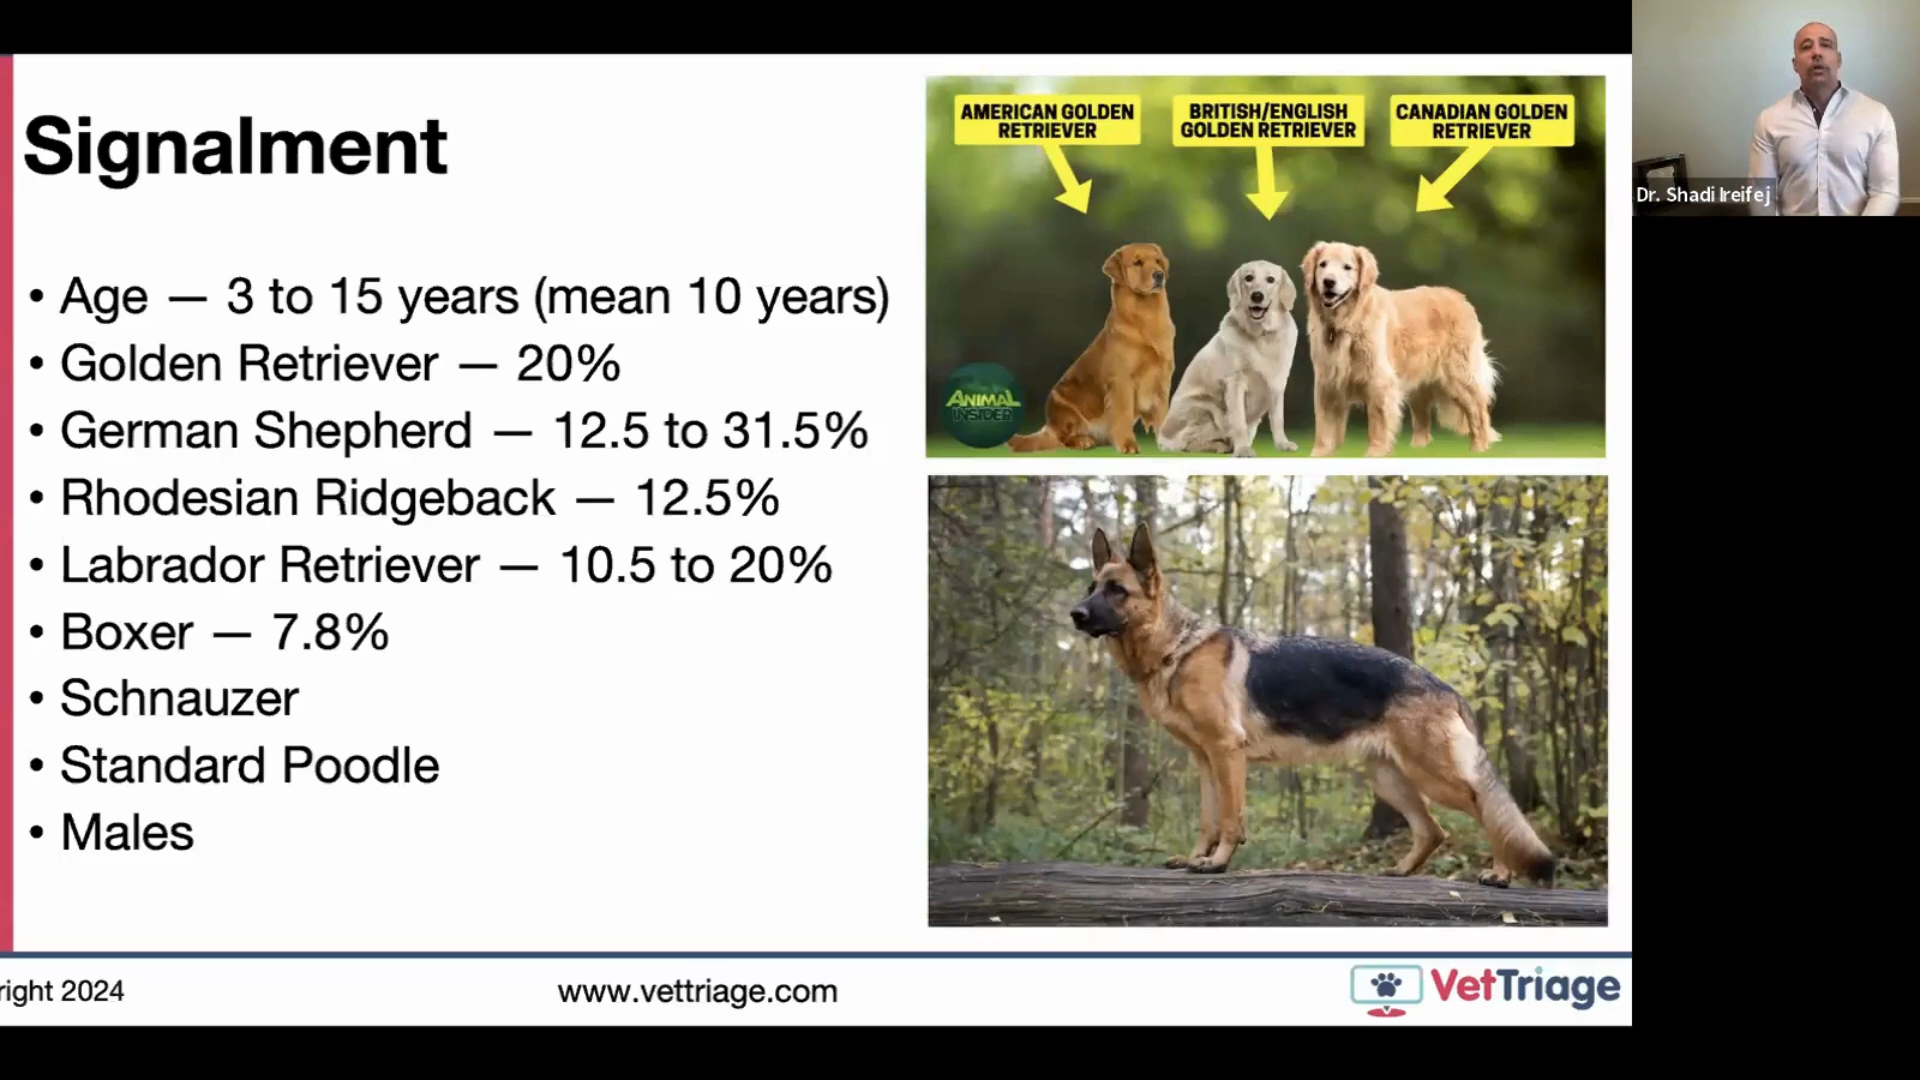 Signalment
• Age — 3 to 15 years (mean 10 years)
• Golden Retriever — 20%
• German Shepherd — 12.5 to 31.5%
• Rhodesian Ridgeback — 12.5%
• Labrador Retriever — 10.5 to 20%
• Boxer — 7.8%
• Schnauzer
• Standard Poodle
• Males
AMERICAN GOLDEN
RETRIEVER
BRITISH/ENGLISH
GOLDEN RETRIEVER
CANADIAN GOLDEN
RETRIEVER
ANIMAL
INSIDER
Dr. Shadi Ireifej
right 2024
www.vettriage.com
VetTriage